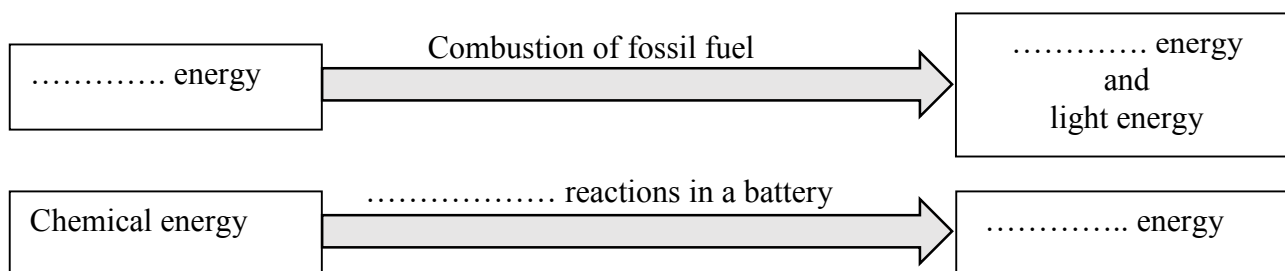 Combustion of fossil fuel
…………. energy
…………. energy
and
light energy
……………… reactions in a battery
Chemical energy
………….. energy